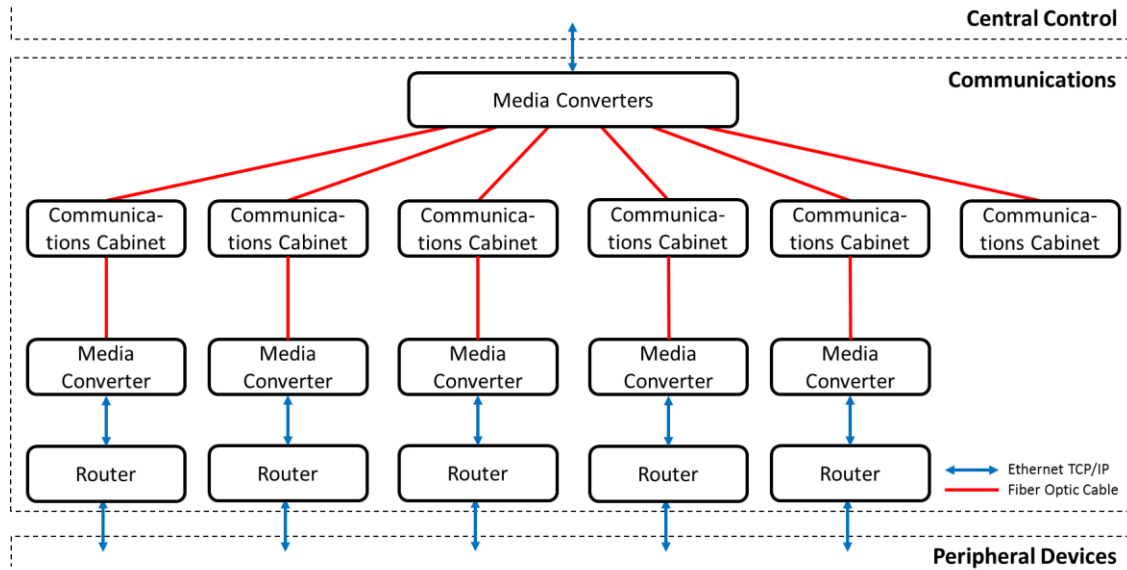 Central Control
Communications
Media Converters
Communica-
tions Cabinet
Communica-
tions Cabinet
Communica-
tions Cabinet
Communica-
tions Cabinet
Communica-
tions Cabinet
Communica-
tions Cabinet
Media
Converter
Media
Converter
Media
Converter
Media
Converter
Media
Converter
Router
Router
Router
Router
Router
Ethernet TCP/IP
Fiber Optic Cable
Peripheral Devices